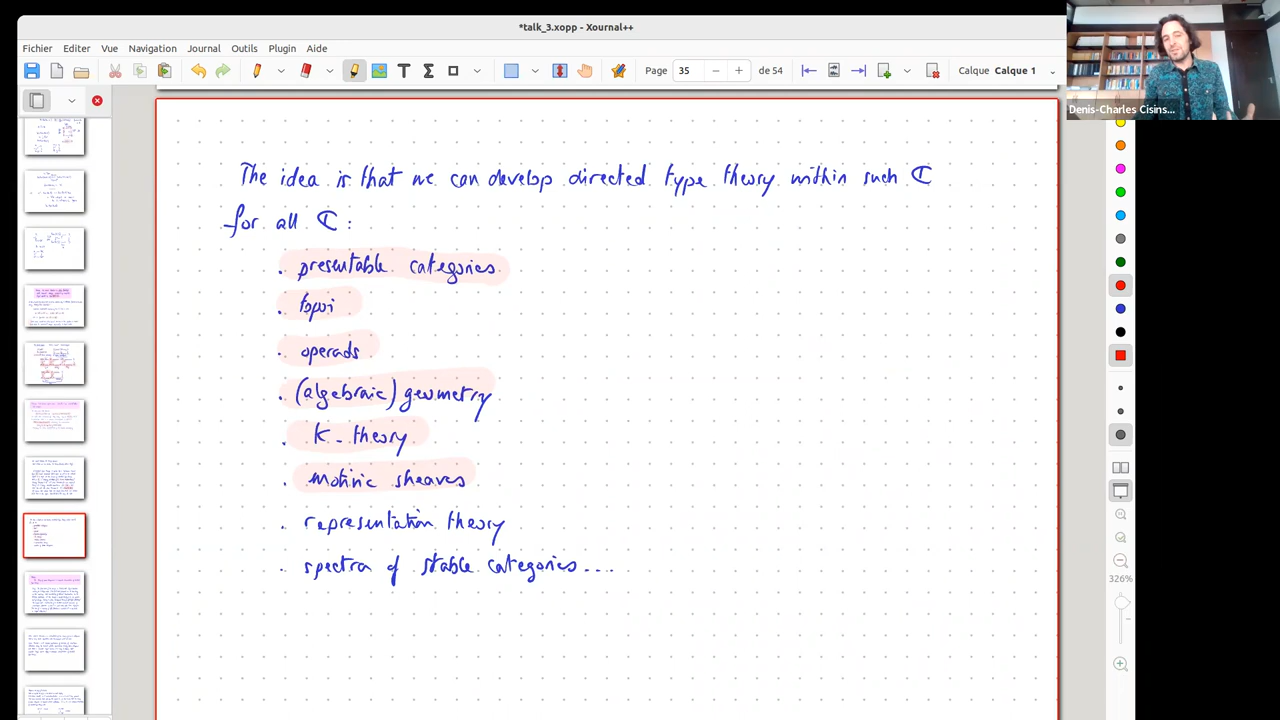 *talk_3.xopp - Xournal++
Fichier Editer Vue Navigation Journal Outils Plugin Aide
Page 35 de 54 Calque Calque 1
Denis-Charles Cisins...
The idea is that we can develop directed type theory within such ℂ
for all ℂ :
. presentable categories
. topoi
. operads
. (algebraic) geometry
. K-theory
. motivic sheaves
. representation theory
. spectra of stable categories ....
326%